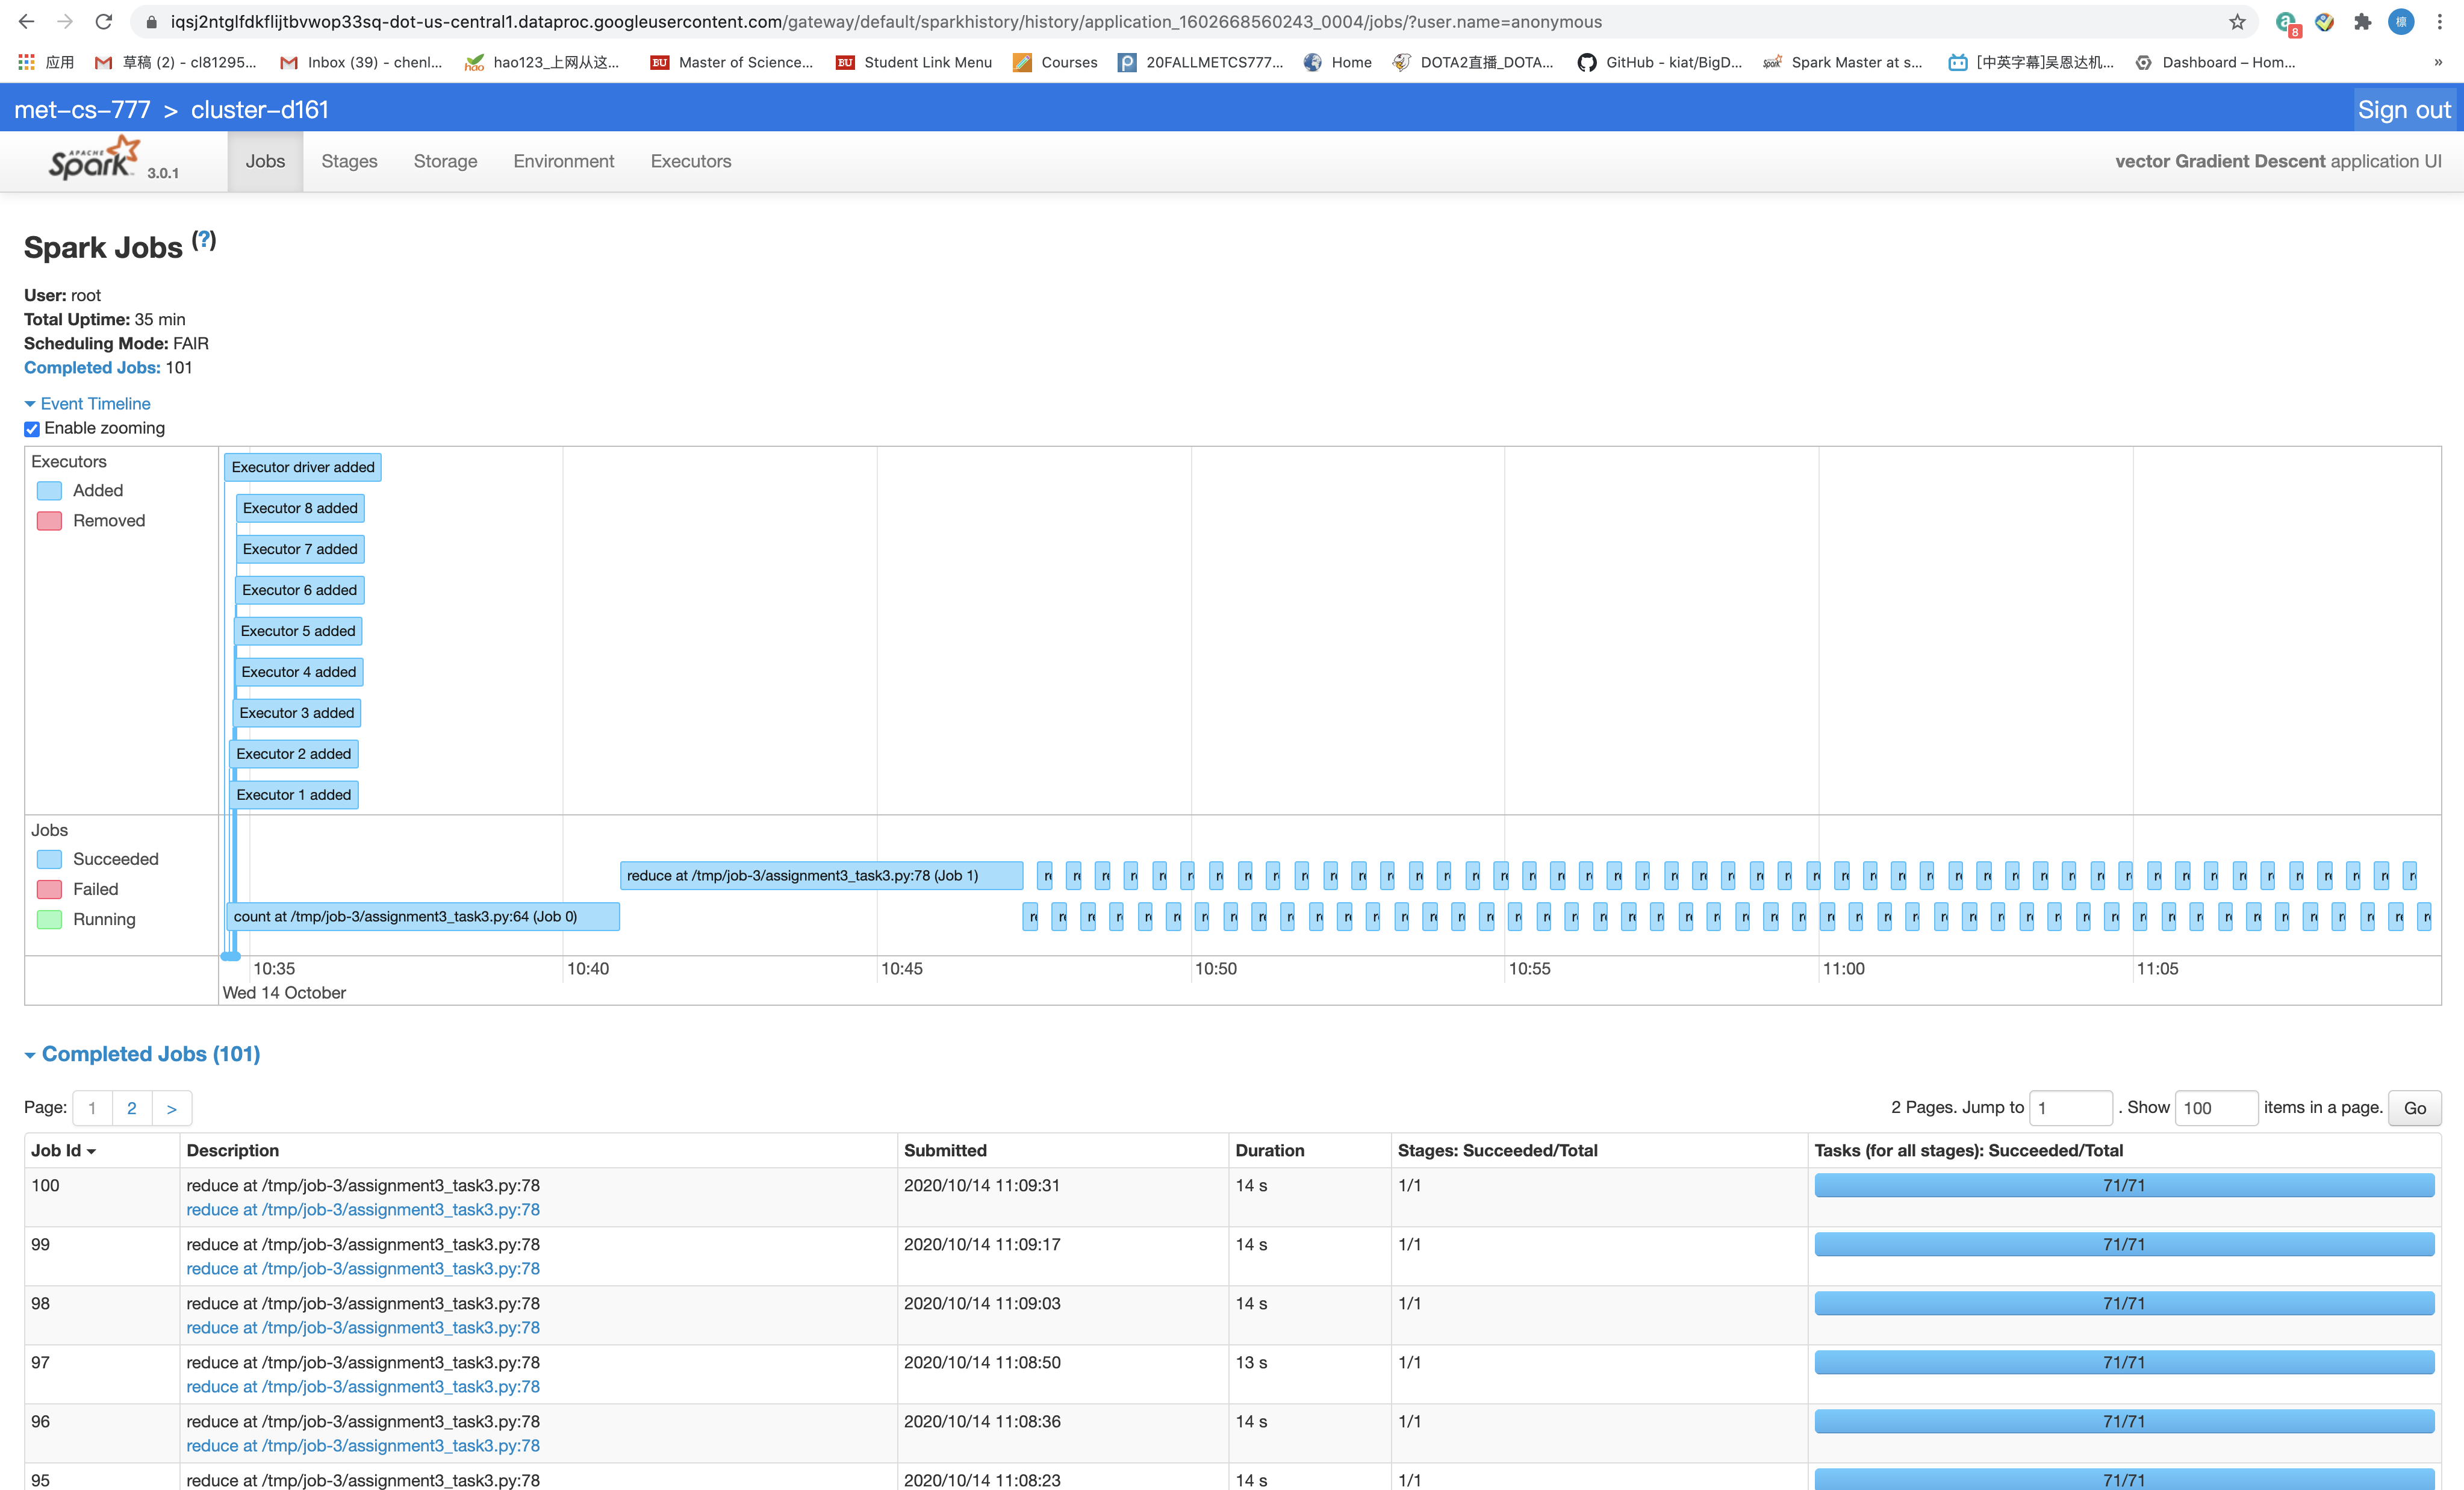 iqsj2ntglfdkflijtbvwop33sq-dot-us-central1.dataproc.googleusercontent.com/gateway/default/sparkhistory/history/application_1602668560243_0004/jobs/?user.name=anonymous
8
应用 草稿 (2) - cl81295... Inbox (39) - chenl... hao123_上网从这... Master of Science... Student Link Menu Courses 20FALLMETCS777... Home DOTA2直播_DOTA... GitHub - kiat/BigD... Spark Master at s... [中英字幕]吴恩达机... Dashboard – Hom... »
met-cs-777 > cluster-d161 Sign out
APACHE Spark 3.0.1 Jobs Stages Storage Environment Executors vector Gradient Descent application UI
Spark Jobs (?)
User: root
Total Uptime: 35 min
Scheduling Mode: FAIR
Completed Jobs: 101
Event Timeline
Enable zooming
Executors
Added
Removed
Executor driver added
Executor 8 added
Executor 7 added
Executor 6 added
Executor 5 added
Executor 4 added
Executor 3 added
Executor 2 added
Executor 1 added
Jobs
Succeeded
Failed
Running
reduce at /tmp/job-3/assignment3_task3.py:78 (Job 1)
count at /tmp/job-3/assignment3_task3.py:64 (Job 0)
10:35 10:40 10:45 10:50 10:55 11:00 11:05
Wed 14 October
Completed Jobs (101)
Page: 1 2 > 2 Pages. Jump to 1 . Show 100 items in a page. Go
Job Id Description Submitted Duration Stages: Succeeded/Total Tasks (for all stages): Succeeded/Total
100 reduce at /tmp/job-3/assignment3_task3.py:78 2020/10/14 11:09:31 14 s 1/1 71/71
reduce at /tmp/job-3/assignment3_task3.py:78
99 reduce at /tmp/job-3/assignment3_task3.py:78 2020/10/14 11:09:17 14 s 1/1 71/71
reduce at /tmp/job-3/assignment3_task3.py:78
98 reduce at /tmp/job-3/assignment3_task3.py:78 2020/10/14 11:09:03 14 s 1/1 71/71
reduce at /tmp/job-3/assignment3_task3.py:78
97 reduce at /tmp/job-3/assignment3_task3.py:78 2020/10/14 11:08:50 13 s 1/1 71/71
reduce at /tmp/job-3/assignment3_task3.py:78
96 reduce at /tmp/job-3/assignment3_task3.py:78 2020/10/14 11:08:36 14 s 1/1 71/71
reduce at /tmp/job-3/assignment3_task3.py:78
95 reduce at /tmp/job-3/assignment3_task3.py:78 2020/10/14 11:08:23 14 s 1/1 71/71